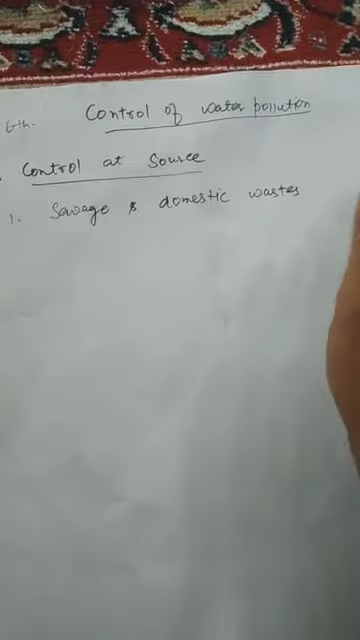 6th. Control of water pollution
Control at Source
1. Sewage & domestic wastes